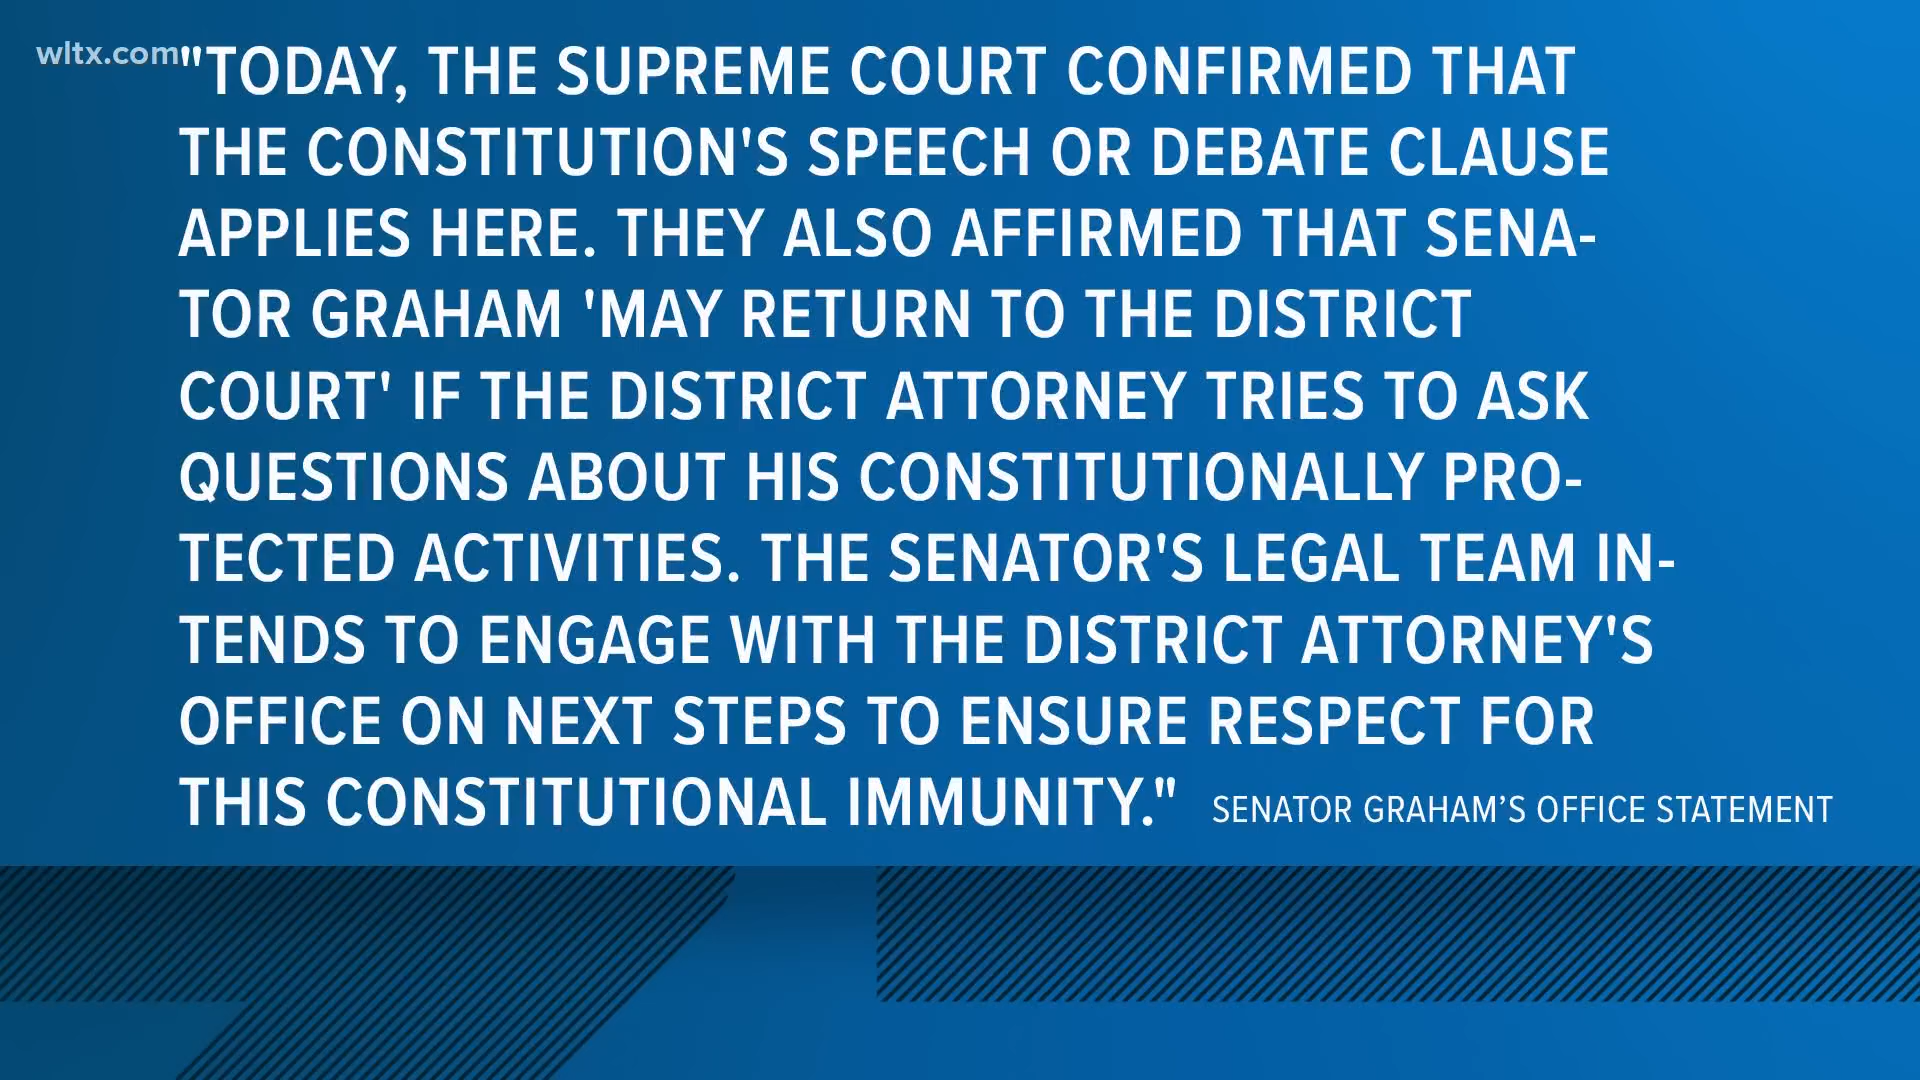 wltx.com
"TODAY, THE SUPREME COURT CONFIRMED THAT
THE CONSTITUTION'S SPEECH OR DEBATE CLAUSE
APPLIES HERE. THEY ALSO AFFIRMED THAT SENA-
TOR GRAHAM 'MAY RETURN TO THE DISTRICT
COURT' IF THE DISTRICT ATTORNEY TRIES TO ASK
QUESTIONS ABOUT HIS CONSTITUTIONALLY PRO-
TECTED ACTIVITIES. THE SENATOR'S LEGAL TEAM IN-
TENDS TO ENGAGE WITH THE DISTRICT ATTORNEY'S
OFFICE ON NEXT STEPS TO ENSURE RESPECT FOR
THIS CONSTITUTIONAL IMMUNITY."
SENATOR GRAHAM’S OFFICE STATEMENT